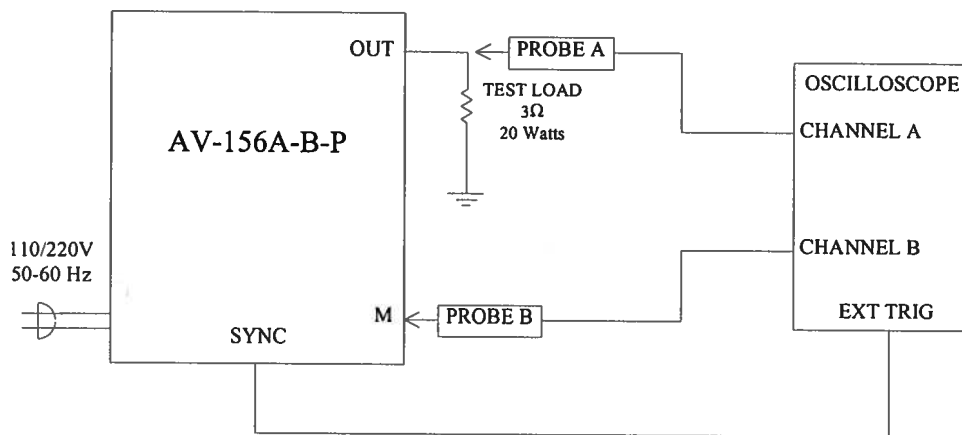 OUT
PROBE A
TEST LOAD
3Ω
20 Watts
OSCILLOSCOPE
CHANNEL A
AV-156A-B-P
110/220V
50-60 Hz
CHANNEL B
M
PROBE B
EXT TRIG
SYNC